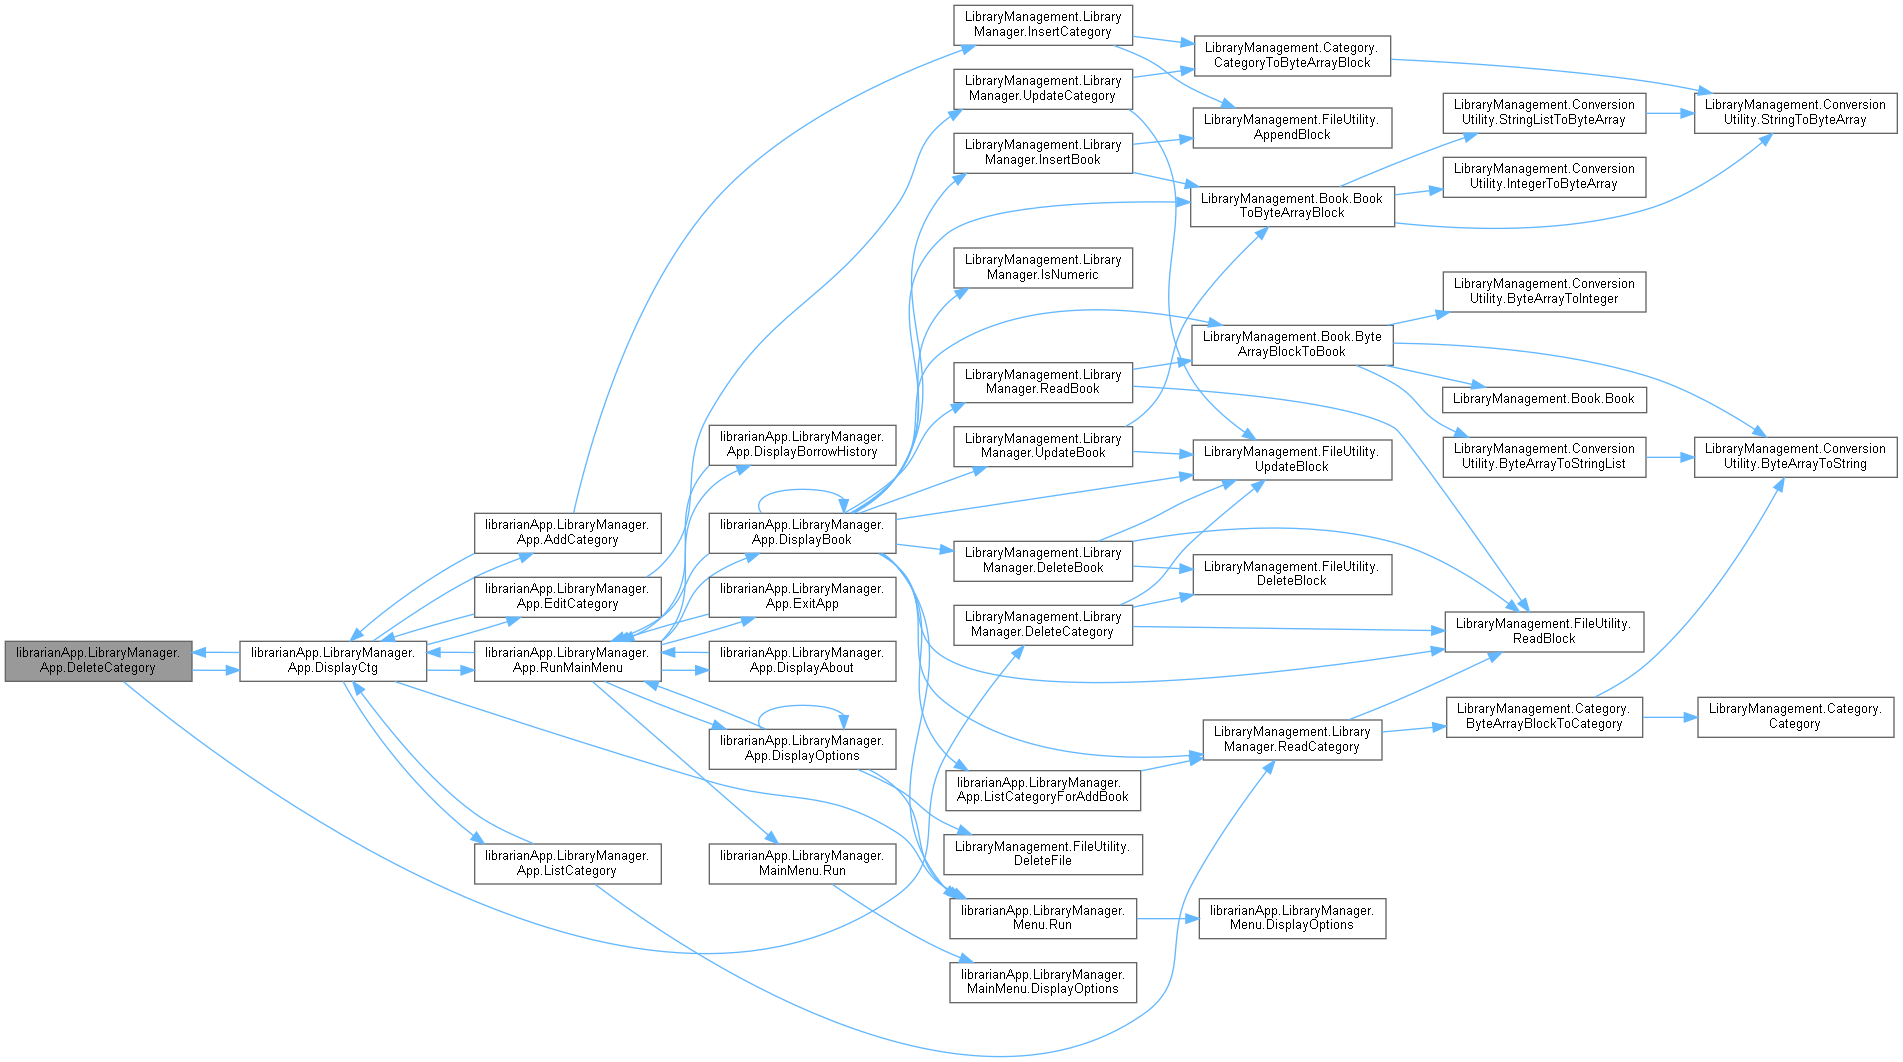 librarianApp.LibraryManager.
App.DeleteCategory
librarianApp.LibraryManager.
App.DisplayCtg
librarianApp.LibraryManager.
App.AddCategory
librarianApp.LibraryManager.
App.EditCategory
librarianApp.LibraryManager.
App.RunMainMenu
librarianApp.LibraryManager.
App.ListCategory
librarianApp.LibraryManager.
App.DisplayBorrowHistory
librarianApp.LibraryManager.
App.DisplayBook
librarianApp.LibraryManager.
App.ExitApp
librarianApp.LibraryManager.
App.DisplayAbout
librarianApp.LibraryManager.
App.DisplayOptions
librarianApp.LibraryManager.
MainMenu.Run
LibraryManagement.Library
Manager.InsertCategory
LibraryManagement.Library
Manager.UpdateCategory
LibraryManagement.Library
Manager.InsertBook
LibraryManagement.Library
Manager.IsNumeric
LibraryManagement.Library
Manager.ReadBook
LibraryManagement.Library
Manager.UpdateBook
LibraryManagement.Library
Manager.DeleteBook
LibraryManagement.Library
Manager.DeleteCategory
librarianApp.LibraryManager.
App.ListCategoryForAddBook
LibraryManagement.FileUtility.
DeleteFile
librarianApp.LibraryManager.
Menu.Run
librarianApp.LibraryManager.
MainMenu.DisplayOptions
LibraryManagement.Category.
CategoryToByteArrayBlock
LibraryManagement.FileUtility.
AppendBlock
LibraryManagement.Book.Book
ToByteArrayBlock
LibraryManagement.Book.Byte
ArrayBlockToBook
LibraryManagement.FileUtility.
UpdateBlock
LibraryManagement.FileUtility.
DeleteBlock
LibraryManagement.Library
Manager.ReadCategory
librarianApp.LibraryManager.
Menu.DisplayOptions
LibraryManagement.Conversion
Utility.StringListToByteArray
LibraryManagement.Conversion
Utility.IntegerToByteArray
LibraryManagement.Conversion
Utility.ByteArrayToInteger
LibraryManagement.Book.Book
LibraryManagement.Conversion
Utility.ByteArrayToStringList
LibraryManagement.FileUtility.
ReadBlock
LibraryManagement.Category.
ByteArrayBlockToCategory
LibraryManagement.Conversion
Utility.StringToByteArray
LibraryManagement.Conversion
Utility.ByteArrayToString
LibraryManagement.Category.
Category